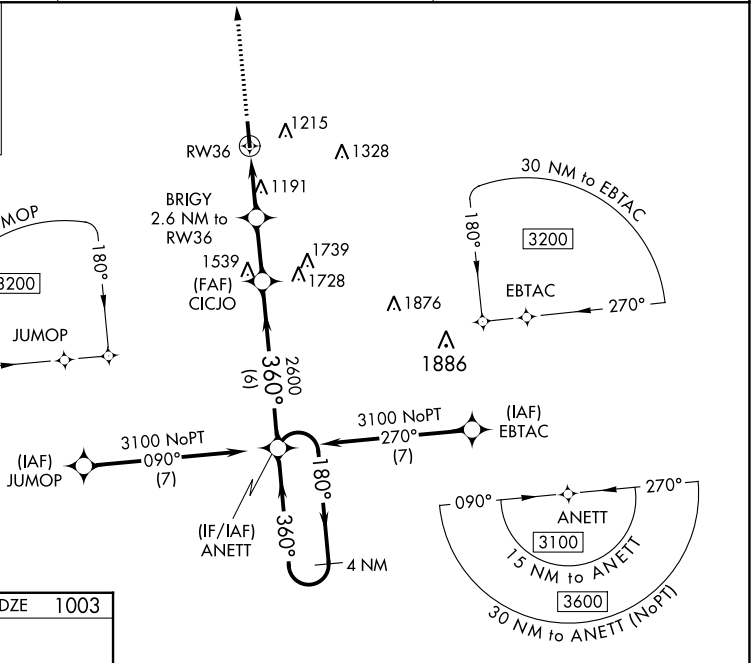 RW36
1215
1328
BRIGY
2.6 NM to
RW36
1191
1539
1739
1728
(FAF)
CICJO
1876
1886
2600
360°
(6)
30 NM to EBTAC
180°
3200
EBTAC
270°
MOP
180°
3200
JUMOP
(IAF)
JUMOP
3100 NoPT
090°
(7)
3100 NoPT
270°
(7)
(IAF)
EBTAC
(IF/IAF)
ANETT
360°
180°
4 NM
090°
270°
ANETT
3100
15 NM to ANETT
3600
30 NM to ANETT (NoPT)
DZE 1003